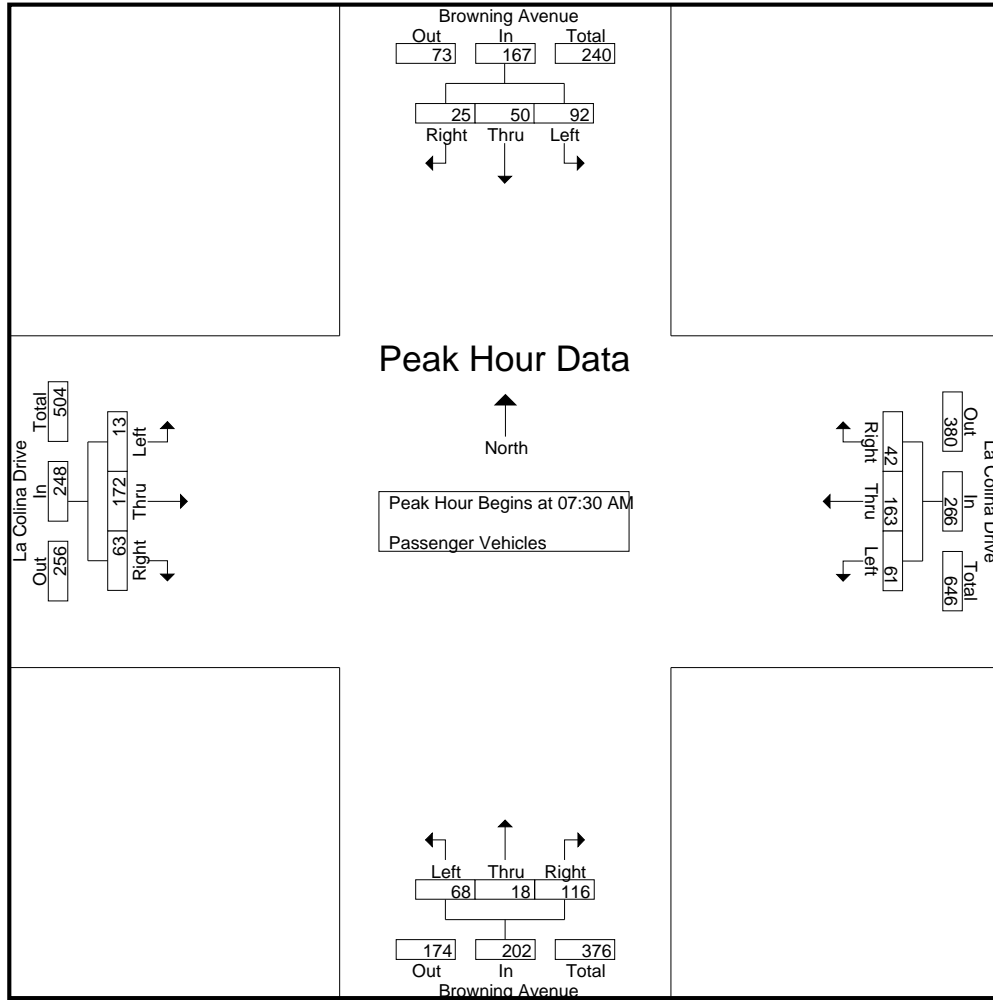 Browning Avenue
Out In Total
73 167 240
25 50 92
Right Thru Left
Peak Hour Data
North
Peak Hour Begins at 07:30 AM
Passenger Vehicles
La Colina Drive
Total In Out
504 248 256
13 172 63
Left Thru Right
Right Thru Left
42 163 61
Out In Total
380 266 646
La Colina Drive
Left Thru Right
68 18 116
174 202 376
Out In Total
Browning Avenue